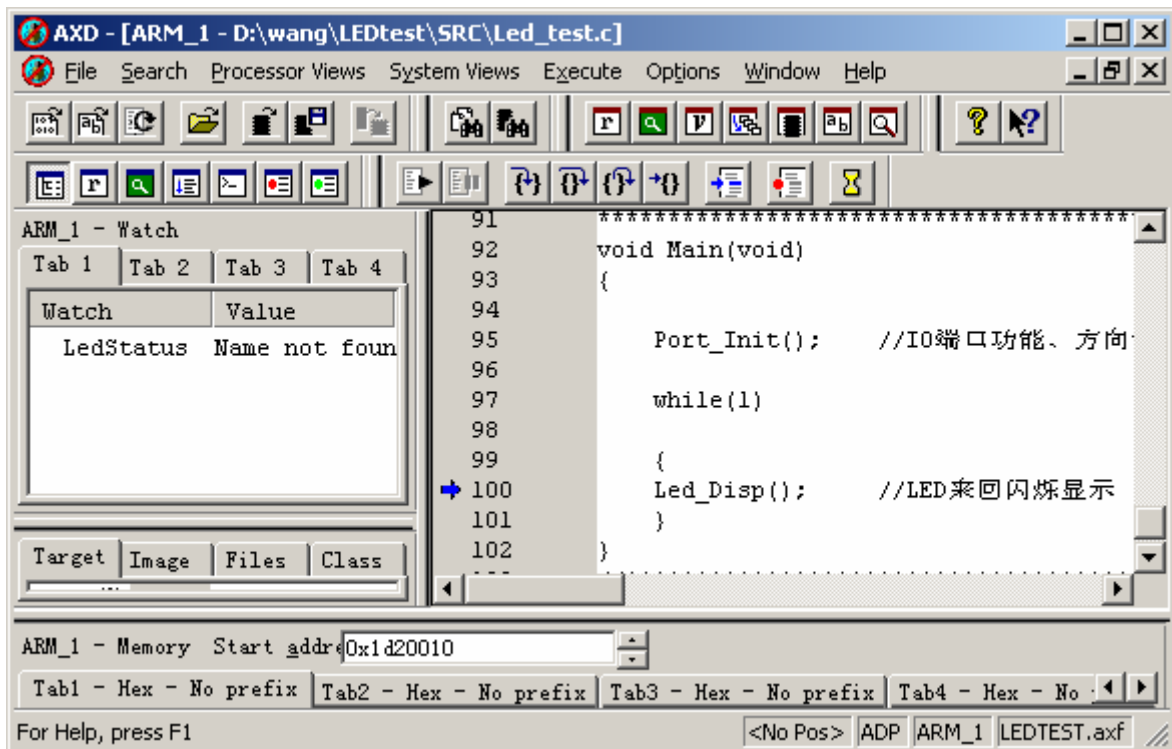 AXD - [ARM_1 - D:\wang\LEDtest\SRC\Led_test.c]
File Search Processor Views System Views Execute Options Window Help
ARM_1 - Watch
Tab 1 Tab 2 Tab 3 Tab 4
Watch Value
LedStatus Name not foun
91 ***************************************
92 void Main(void)
93 {
94
95 Port_Init(); //IO端口功能、方向
96
97 while(1)
98
99 {
100 Led_Disp(); //LED来回闪烁显示
101 }
102 }
Target Image Files Class
ARM_1 - Memory Start addre 0x1d20010
Tab1 - Hex - No prefix Tab2 - Hex - No prefix Tab3 - Hex - No prefix Tab4 - Hex - No
For Help, press F1 <No Pos> ADP ARM_1 LEDTEST.axf